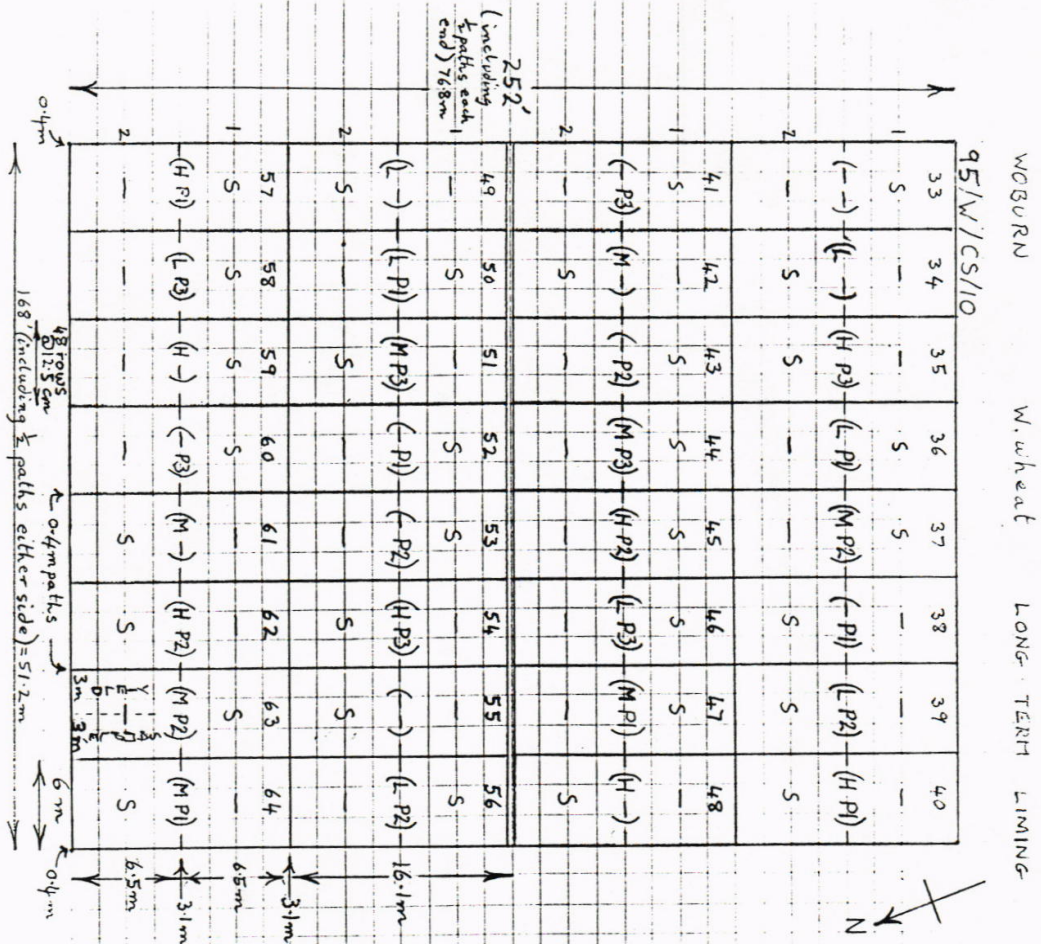 WOBURN W. wheat LONG TERM LIMING
95/W/CS/10
N
33 34 35 36 37 38 39 40
1 S – – S S – – –
(– –) (L –) (H P3) (L P1) (M P2) (– P1) (L P2) (H P1)
2 – S S – – S S S
41 42 43 44 45 46 47 48
1 S – S S S S S –
(– P3) (M –) (– P2) (M P3) (H P2) (L P3) (M P1) (H –)
2 – S – – – – – S
252'
(including
½ paths each
end) 76.8m
49 50 51 52 53 54 55 56
1 – S – S S – – S
(L –) (L P1) (M P3) (– P1) (– P2) (H P3) (– –) (L P2)
2 S – S – – S S –
16.1m
3.1m
57 58 59 60 61 62 63 64
1 S S S S – – S –
6.5m
(H P1) (L P3) (H –) (– P3) (M –) (H P2) (M P2) (M P1)
3.1m
2 – – – – S S – S
6.5m
YIELD
3m 3m
0.4m
48 rows
@12.5cm
0.4m paths
6m
0.4m
168' (including ½ paths either side) = 51.2m